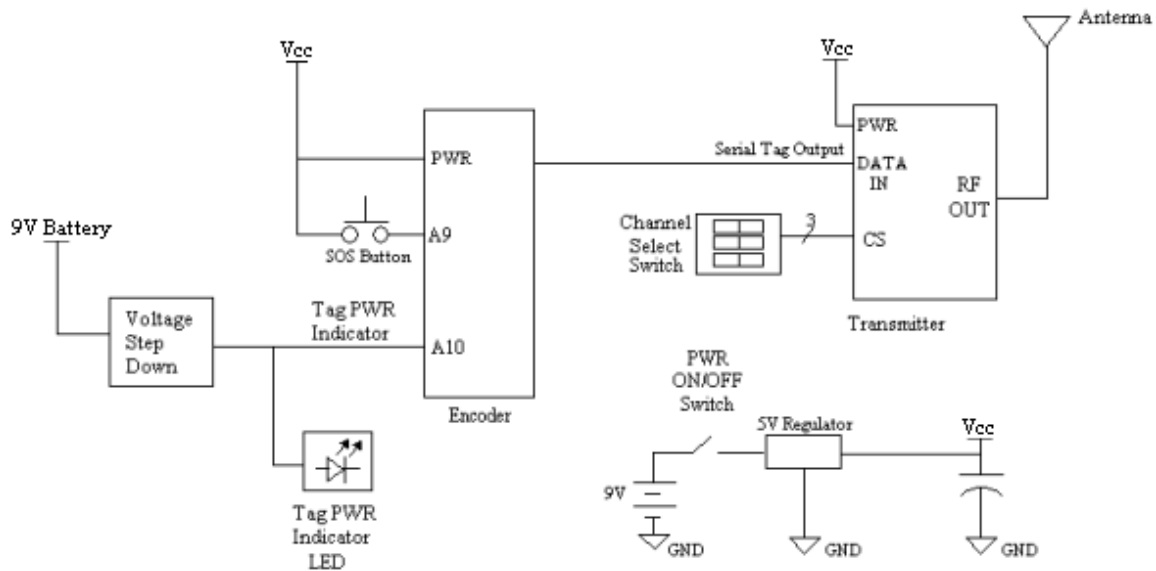 Antenna
Vcc
Vcc
PWR
PWR
Serial Tag Output
DATA
IN
RF
OUT
9V Battery
A9
SOS Button
Channel
Select
Switch
3
CS
Voltage
Step
Down
Tag PWR
Indicator
A10
Transmitter
Encoder
PWR
ON/OFF
Switch
5V Regulator
Vcc
9V
GND
GND
GND
Tag PWR
Indicator
LED